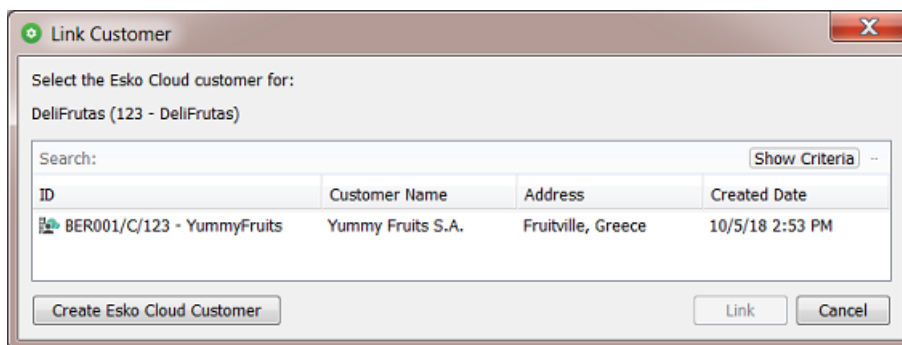 Link Customer
Select the Esko Cloud customer for:
DeliFrutas (123 - DeliFrutas)
Search: Show Criteria
ID Customer Name Address Created Date
BER001/C/123 - YummyFruits Yummy Fruits S.A. Fruitville, Greece 10/5/18 2:53 PM
Create Esko Cloud Customer Link Cancel